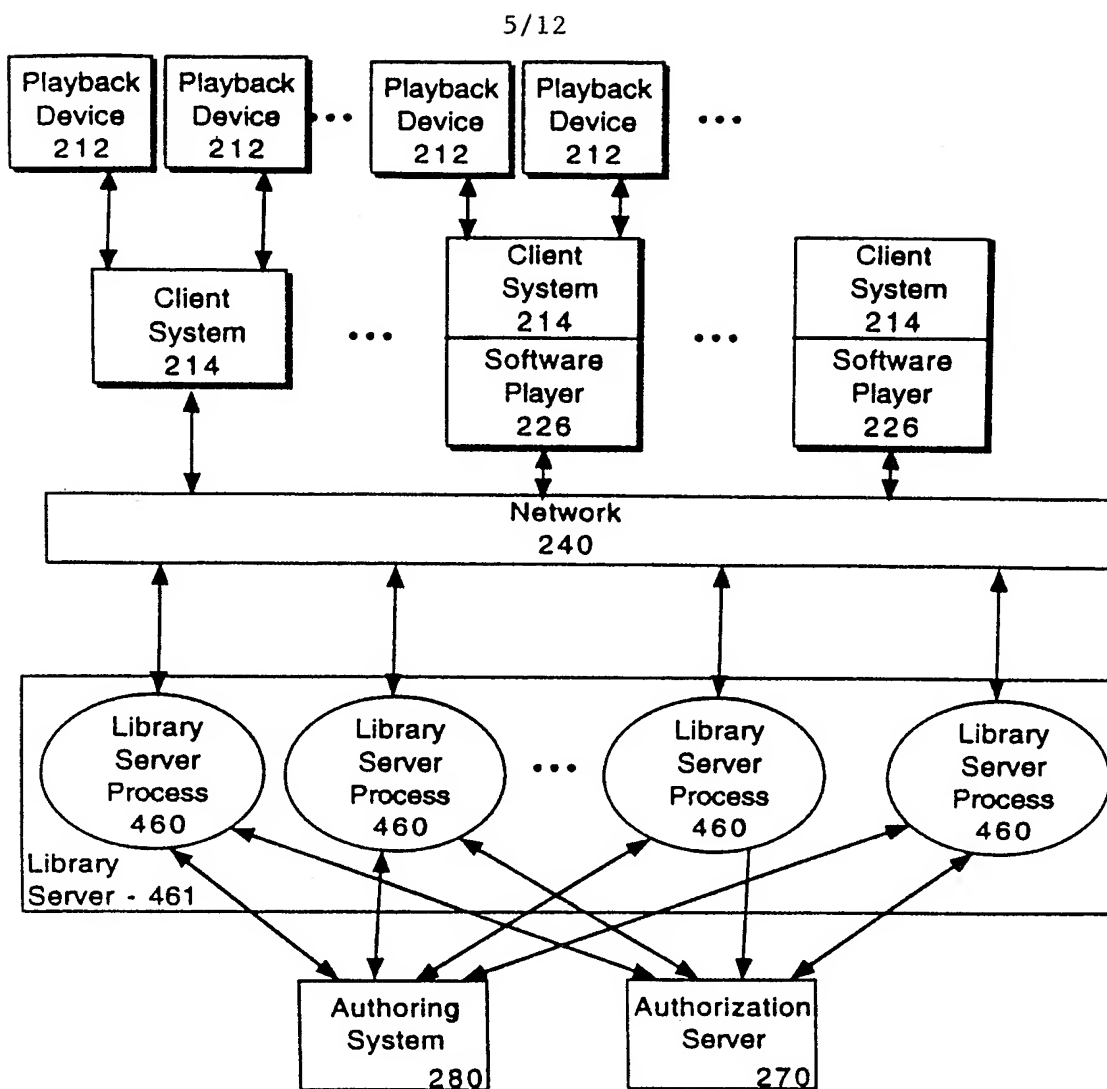 5/12
Playback
Device
212
Playback
Device
212
•••
Playback
Device
212
Playback
Device
212
•••
Client
System
214
•••
Client
System
214
Software
Player
226
•••
Client
System
214
Software
Player
226
Network
240
Library
Server
Process
460
Library
Server
Process
460
•••
Library
Server
Process
460
Library
Server
Process
460
Library
Server - 461
Authoring
System
280
Authorization
Server
270